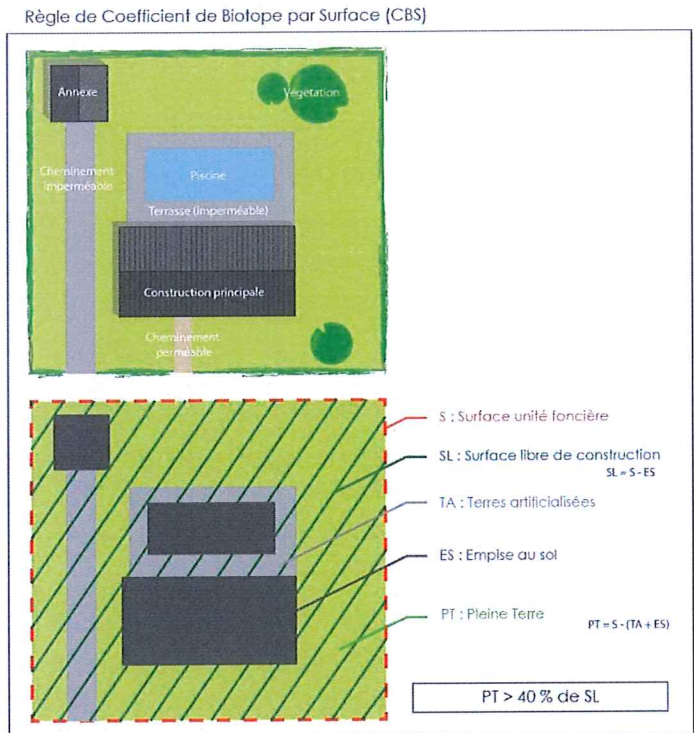 Règle de Coefficient de Biotope par Surface (CBS)
Annexe
Végétation
Cheminement
imperméable
Piscine
Terrasse (imperméable)
Construction principale
Cheminement
perméable
S : Surface unité foncière
SL : Surface libre de construction
SL = S - ES
TA : Terres artificialisées
ES : Empise au sol
PT : Pleine Terre
PT = S - (TA + ES)
PT > 40 % de SL